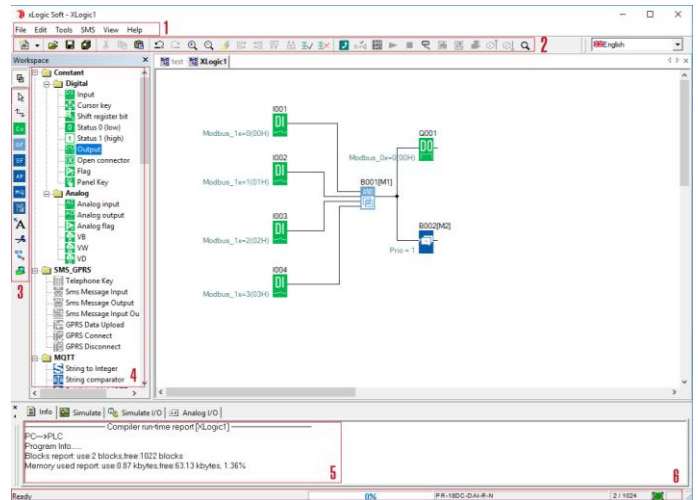 xLogic Soft - XLogic1
File Edit Tools SMS View Help
1
2
English
Workspace
test XLogic1
Constant
Digital
Input
Cursor key
Shift register bit
Status 0 (low)
Status 1 (high)
Output
Open connector
Flag
Panel Key
Analog
Analog input
Analog output
Analog flag
VB
VW
VD
SMS_GPRS
Telephone Key
Sms Message Input
Sms Message Output
Sms Message Input Ou
GPRS Data Upload
GPRS Connect
GPRS Disconnect
MQTT
String to Integer
String comparator
Co
GF
SF
AF
MQ
3
4
I001
DI
Modbus_1x=0(00H)
I002
DI
Modbus_1x=1(01H)
I003
DI
Modbus_1x=2(02H)
I004
DI
Modbus_1x=3(03H)
B001[M1]
AND
Q001
DO
Modbus_0x=0(00H)
B002[M2]
Prio = 1
Info Simulate Simulate I/O Analog I/O
Compiler run-time report [XLogic1]
PC-->PLC
Program Info.....
Blocks report: use:2 blocks,free:1022 blocks
Memory used report: use:0.87 kbytes,free:63.13 kbytes, 1.36%
5
6
Ready 0% PR-18DC-DAI-R-N 2 / 1024